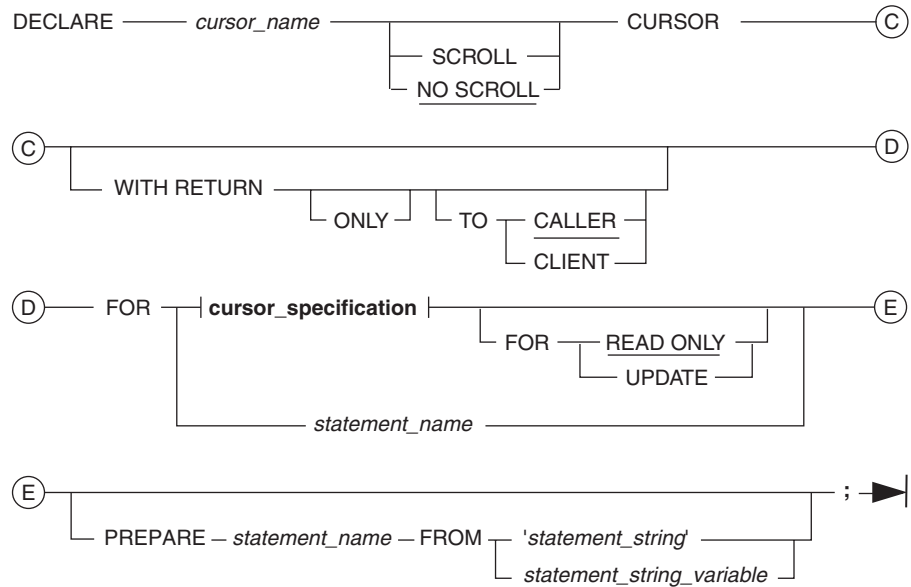 DECLARE cursor_name CURSOR C
SCROLL
NO SCROLL
C D
WITH RETURN
ONLY TO CALLER
CLIENT
D FOR cursor_specification E
FOR READ ONLY
UPDATE
statement_name
E ;
PREPARE statement_name FROM 'statement_string'
statement_string_variable